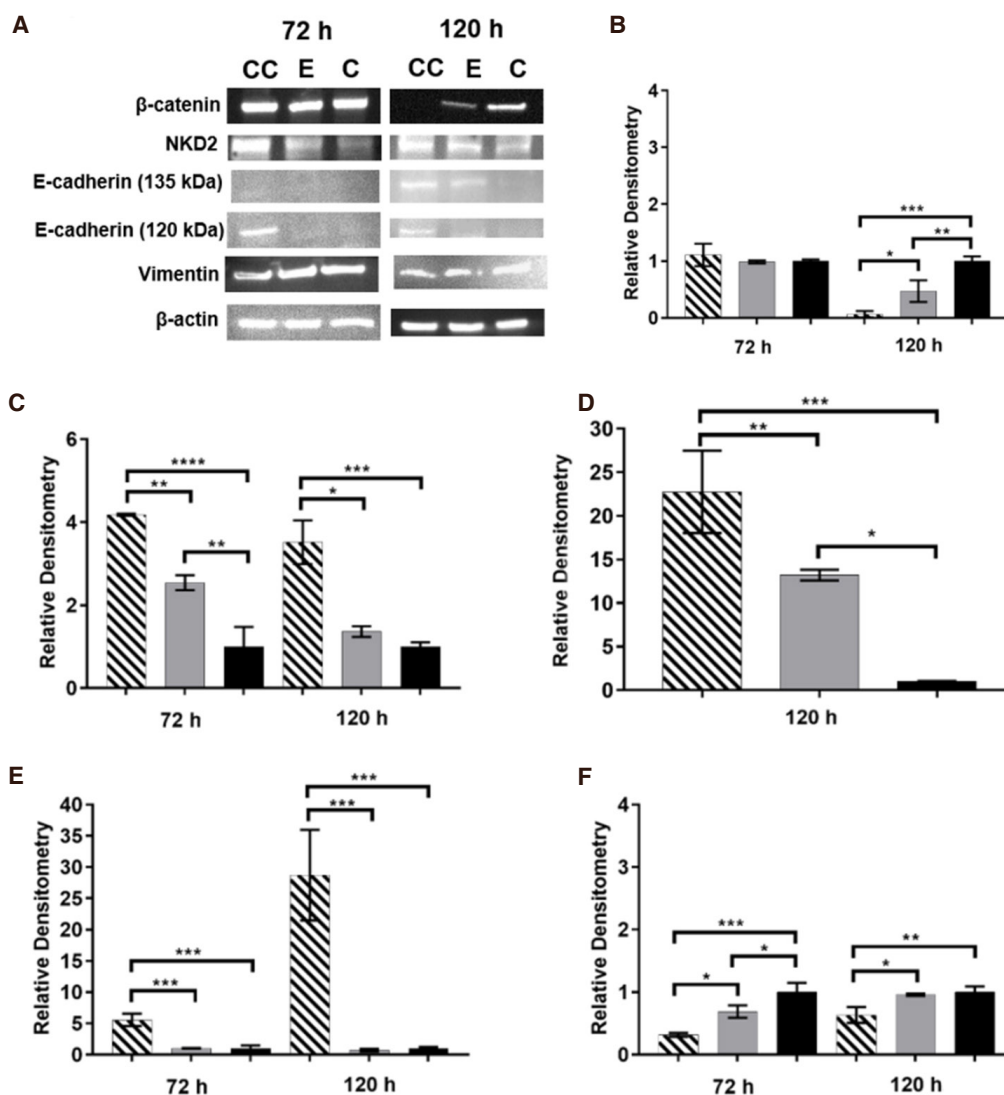 A
72 h
120 h
CC E C
CC E C
β-catenin
NKD2
E-cadherin (135 kDa)
E-cadherin (120 kDa)
Vimentin
β-actin
B
Relative Densitometry
4
3
2
1
0
***
**
*
72 h
120 h
C
Relative Densitometry
6
4
2
0
****
**
**
***
*
72 h
120 h
D
Relative Densitometry
30
25
20
15
10
5
0
***
**
*
120 h
E
Relative Densitometry
40
35
30
25
20
15
10
5
0
***
***
***
***
72 h
120 h
F
Relative Densitometry
4
3
2
1
0
***
*
*
**
*
72 h
120 h